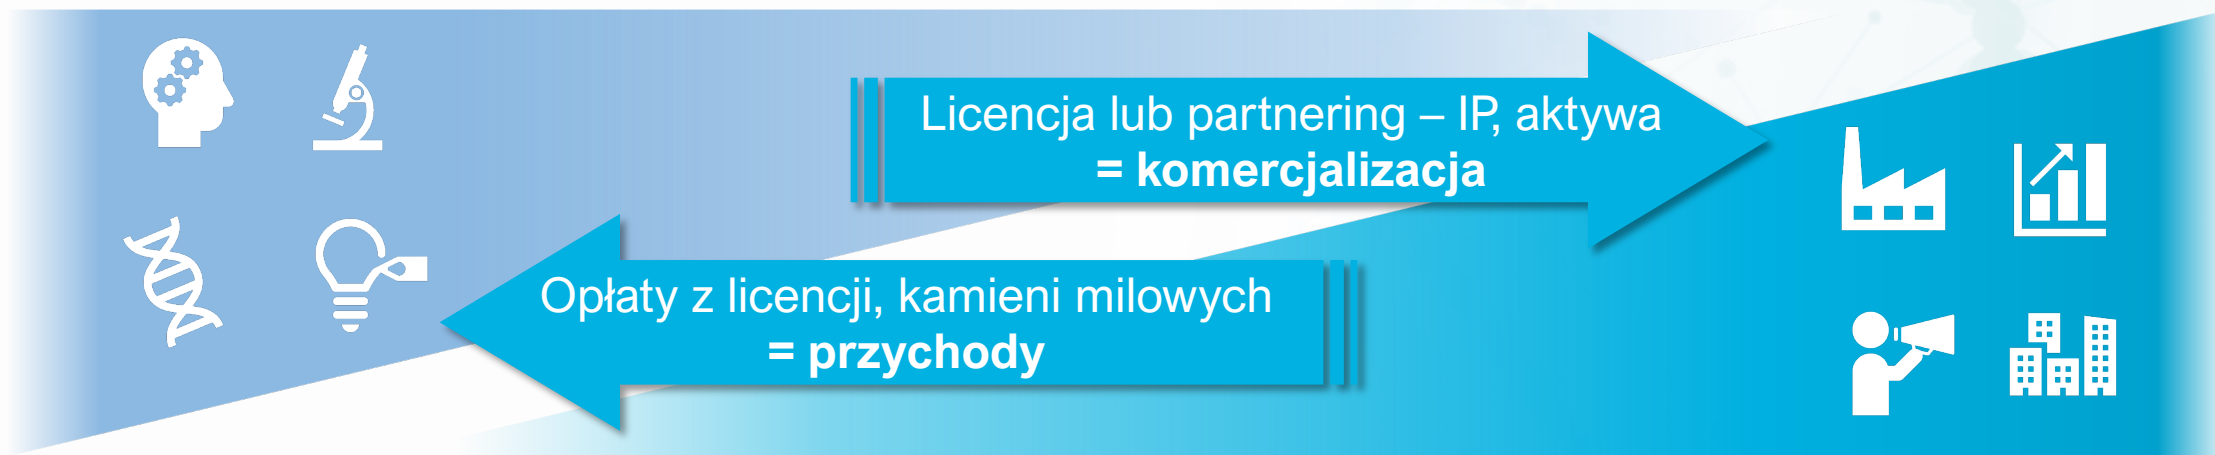 Licencja lub partnering – IP, aktywa
= komercjalizacja
Opłaty z licencji, kamieni milowych
= przychody